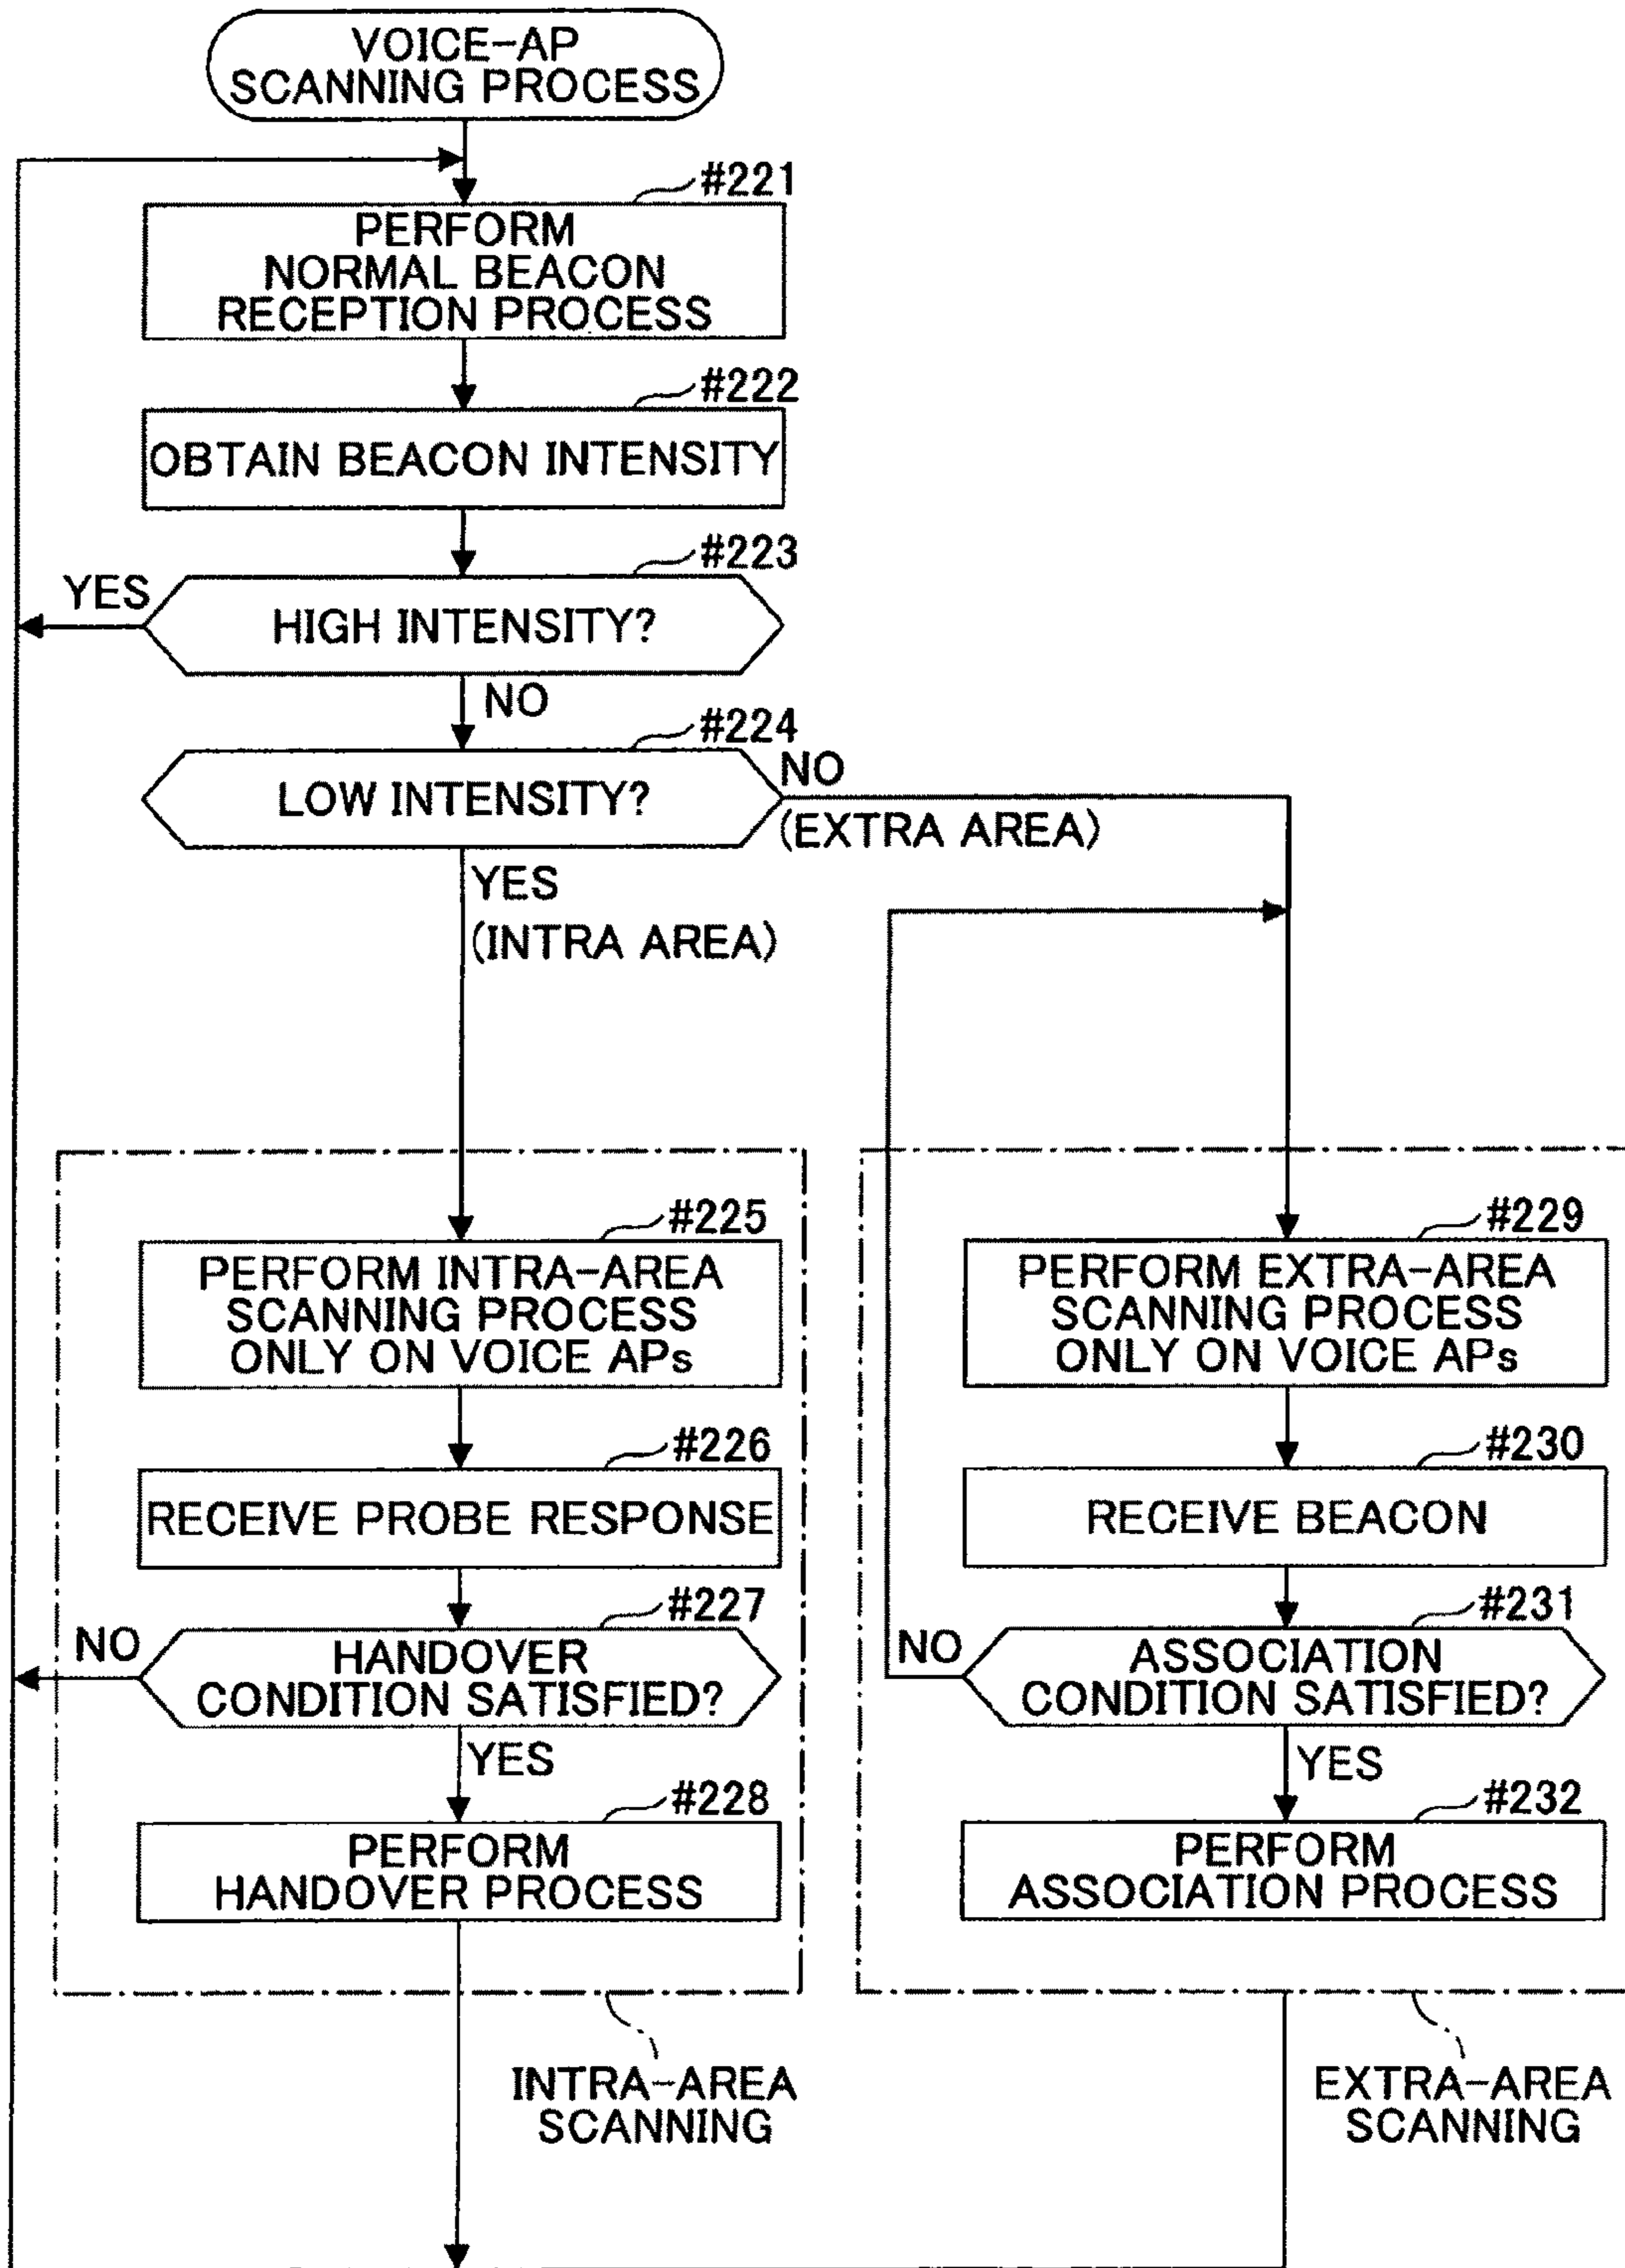 VOICE-AP
SCANNING PROCESS
#221
PERFORM
NORMAL BEACON
RECEPTION PROCESS
#222
OBTAIN BEACON INTENSITY
#223
YES
HIGH INTENSITY?
NO
#224
LOW INTENSITY?
NO
(EXTRA AREA)
YES
(INTRA AREA)
#225
PERFORM INTRA-AREA
SCANNING PROCESS
ONLY ON VOICE APs
#226
RECEIVE PROBE RESPONSE
#227
NO
HANDOVER
CONDITION SATISFIED?
YES
#228
PERFORM
HANDOVER PROCESS
INTRA-AREA
SCANNING
#229
PERFORM EXTRA-AREA
SCANNING PROCESS
ONLY ON VOICE APs
#230
RECEIVE BEACON
#231
NO
ASSOCIATION
CONDITION SATISFIED?
YES
#232
PERFORM
ASSOCIATION PROCESS
EXTRA-AREA
SCANNING